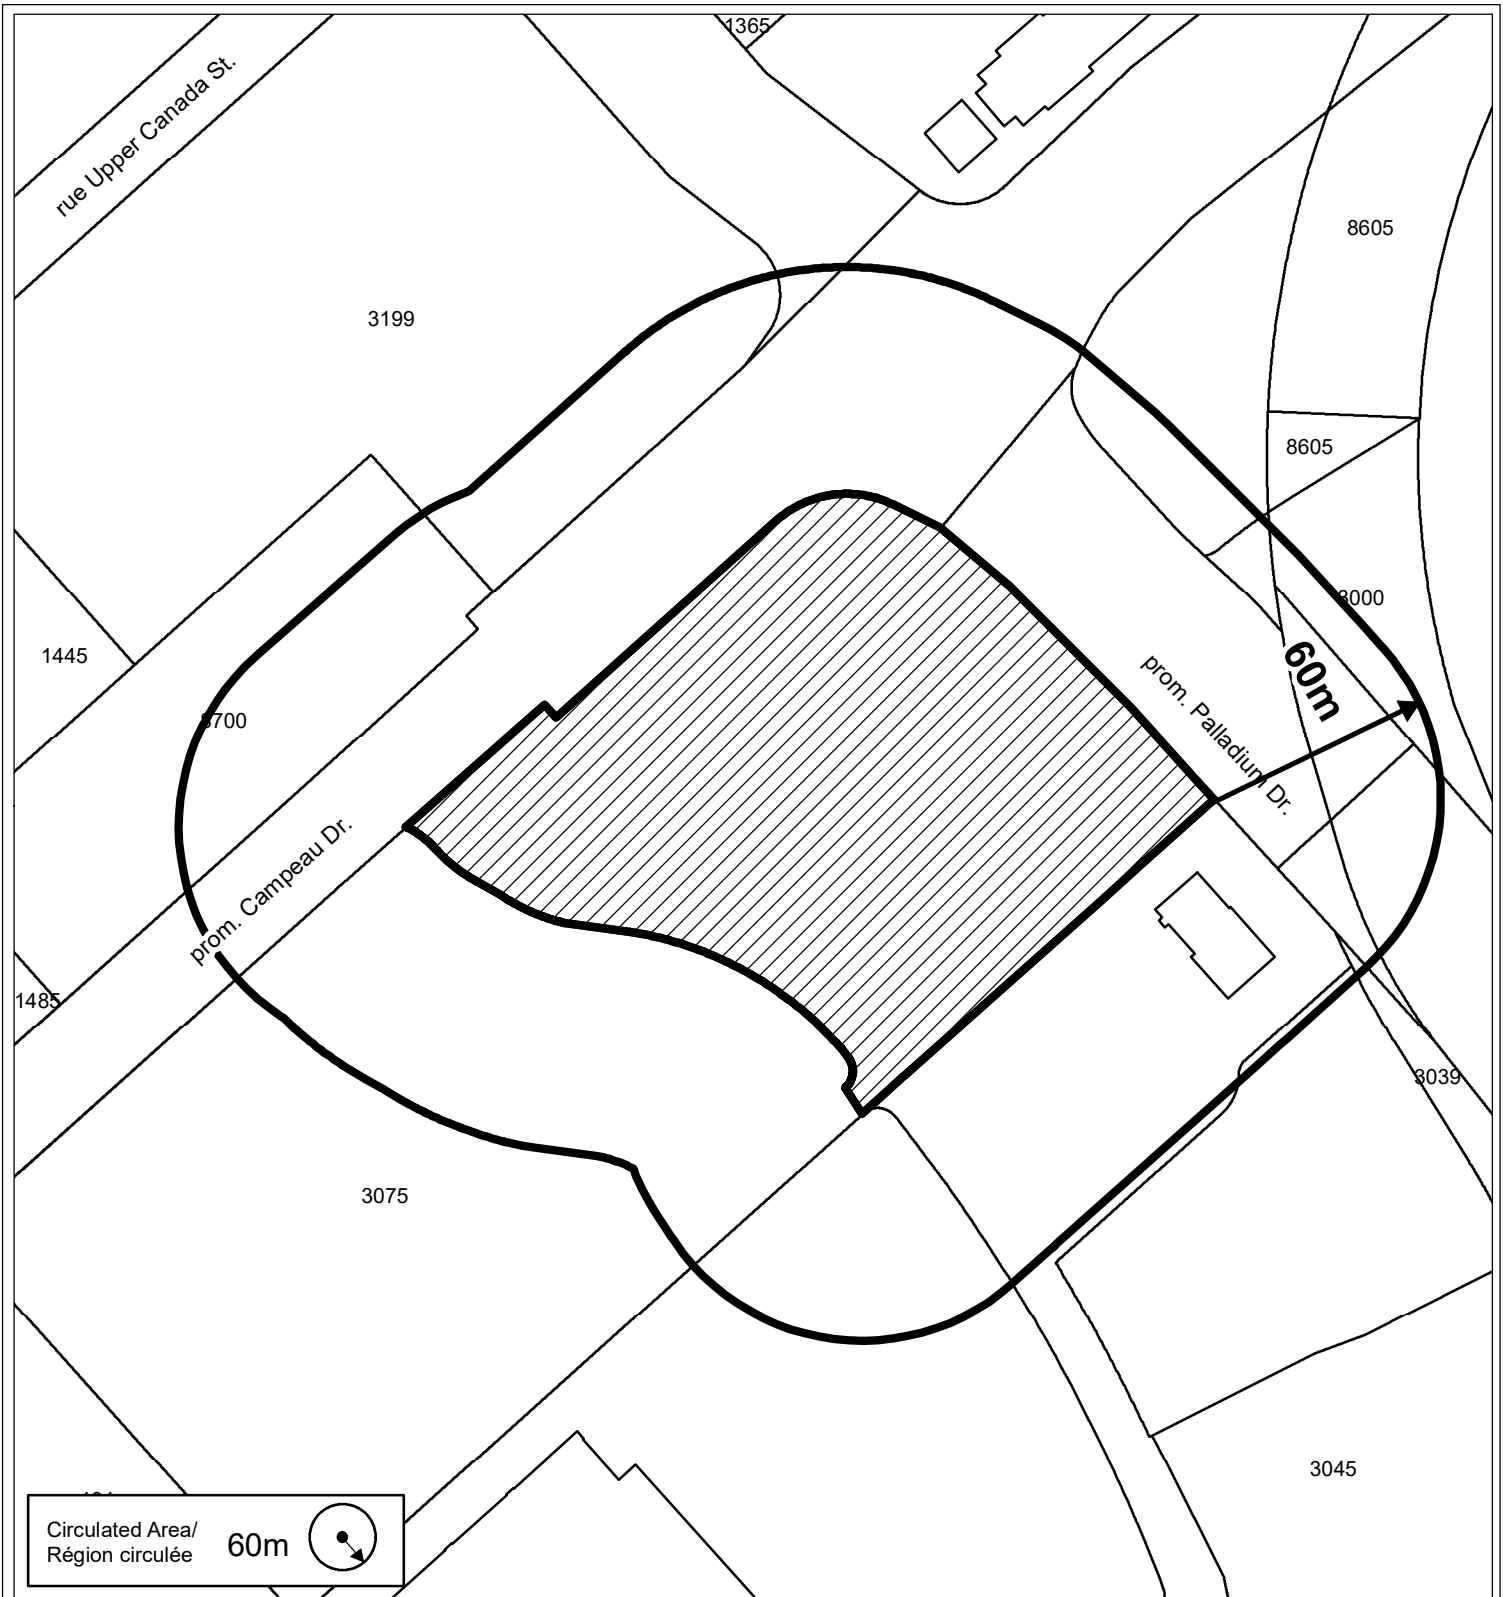 1365
rue Upper Canada St.
8605
3199
8605
3000
1445
60m
prom. Palladium Dr.
8700
prom. Campeau Dr.
1485
3039
3075
3045
Circulated Area/
Région circulée
60m